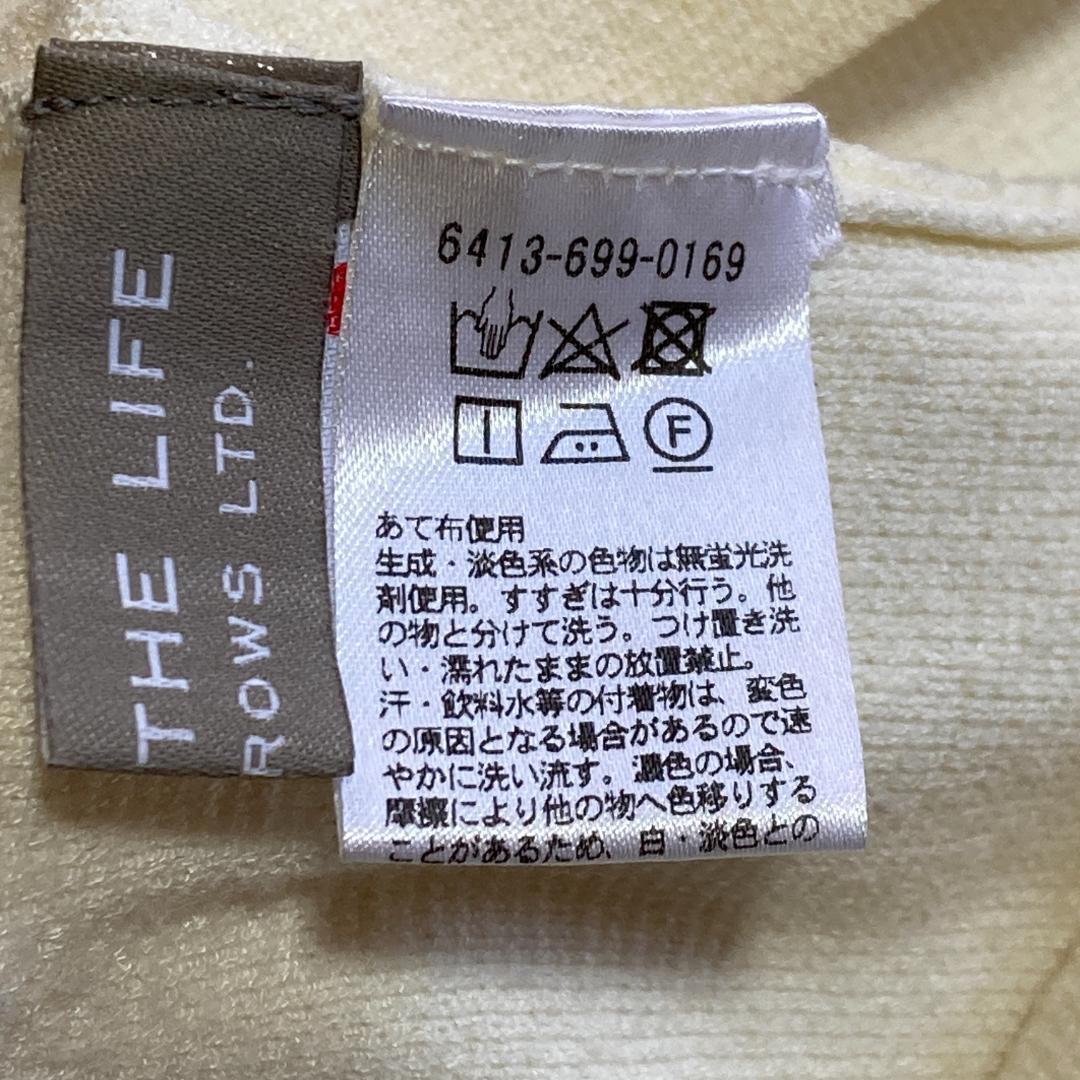 THE LIFE
ROWS LTD.
6413-699-0169
F
あて布使用
生成・淡色系の色物は無蛍光洗
剤使用。すすぎは十分行う。他
の物と分けて洗う。つけ置き洗
い・濡れたままの放置禁止。
汗・飲料水等の付着物は、変色
の原因となる場合があるので速
やかに洗い流す。濃色の場合、
摩擦により他の物へ色移りする
ことがあるため、白・淡色との